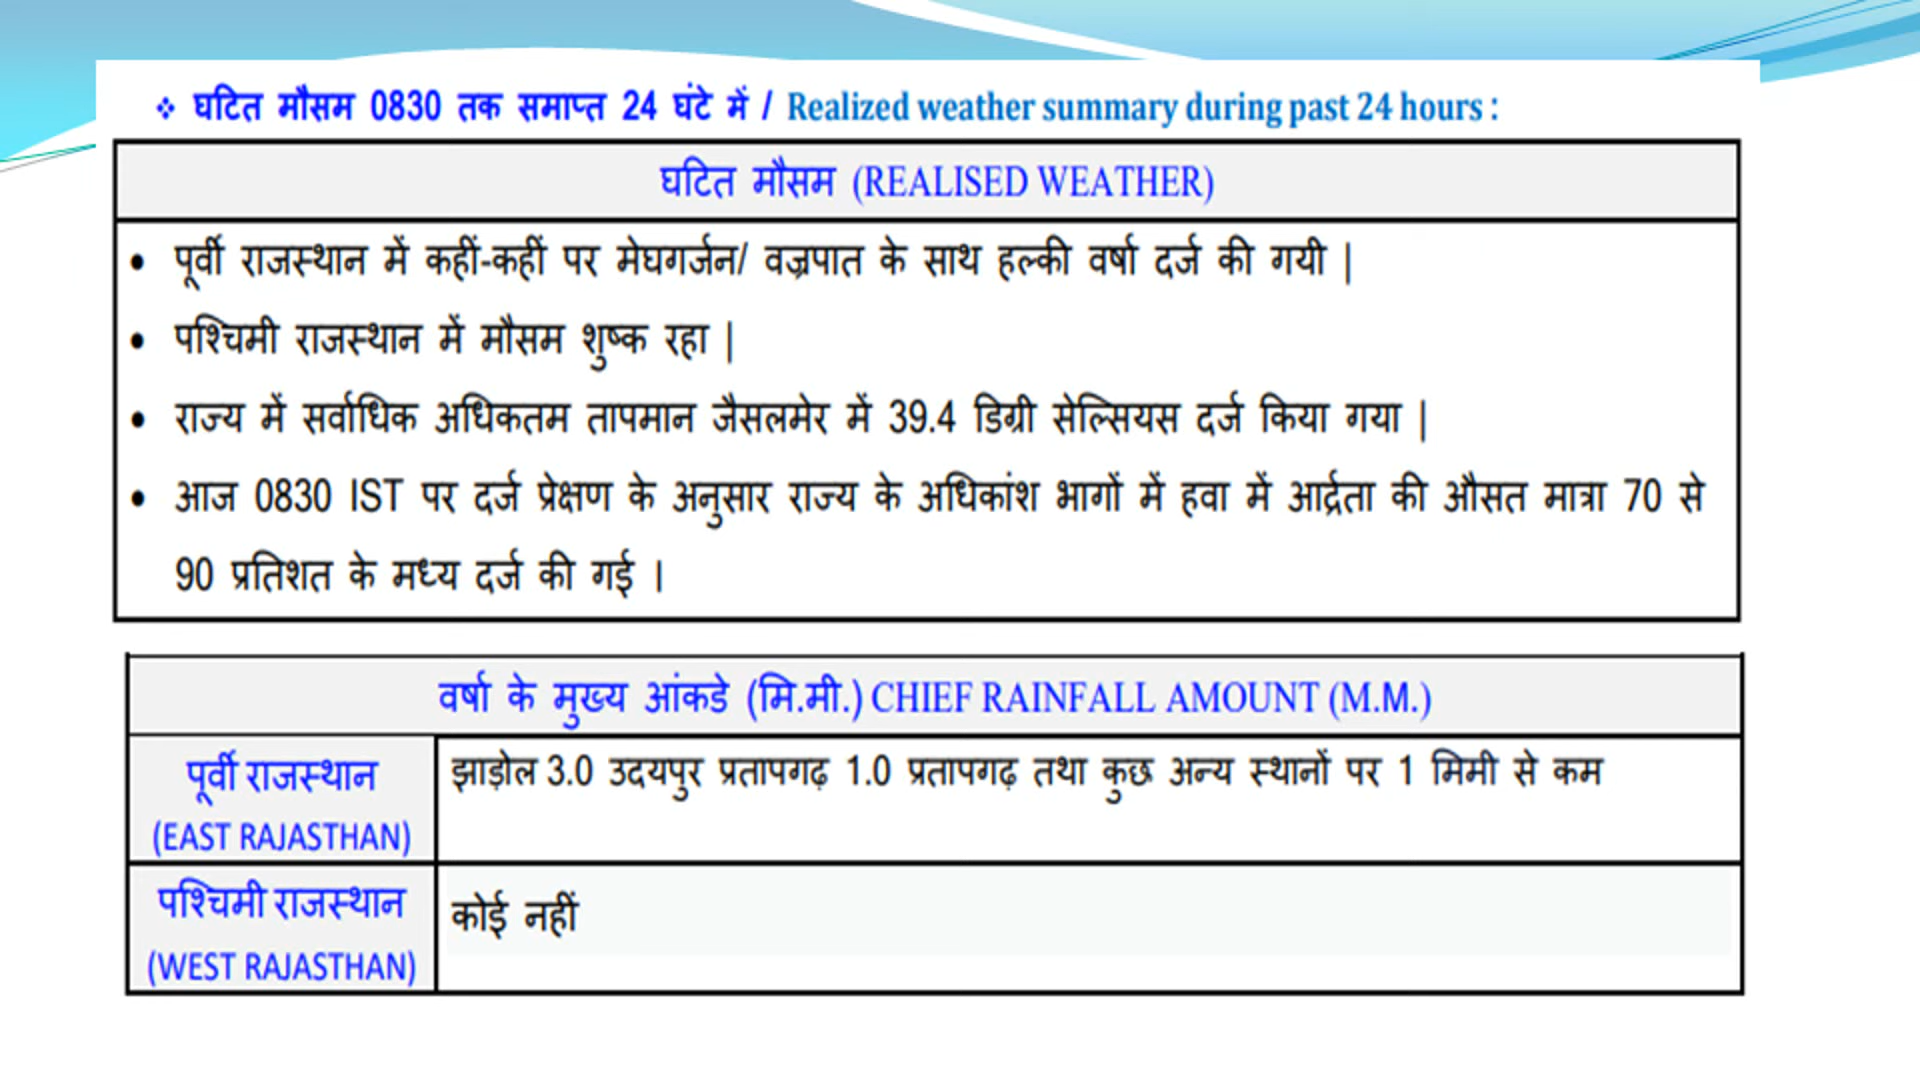 ❖ घटित मौसम 0830 तक समाप्त 24 घंटे में / Realized weather summary during past 24 hours :
घटित मौसम (REALISED WEATHER)
• पूर्वी राजस्थान में कहीं-कहीं पर मेघगर्जन/ वज्रपात के साथ हल्की वर्षा दर्ज की गयी |
• पश्चिमी राजस्थान में मौसम शुष्क रहा |
• राज्य में सर्वाधिक अधिकतम तापमान जैसलमेर में 39.4 डिग्री सेल्सियस दर्ज किया गया |
• आज 0830 IST पर दर्ज प्रेक्षण के अनुसार राज्य के अधिकांश भागों में हवा में आर्द्रता की औसत मात्रा 70 से
90 प्रतिशत के मध्य दर्ज की गई ।
वर्षा के मुख्य आंकडे (मि.मी.) CHIEF RAINFALL AMOUNT (M.M.)
पूर्वी राजस्थान
(EAST RAJASTHAN)
झाड़ोल 3.0 उदयपुर प्रतापगढ़ 1.0 प्रतापगढ़ तथा कुछ अन्य स्थानों पर 1 मिमी से कम
पश्चिमी राजस्थान
(WEST RAJASTHAN)
कोई नहीं